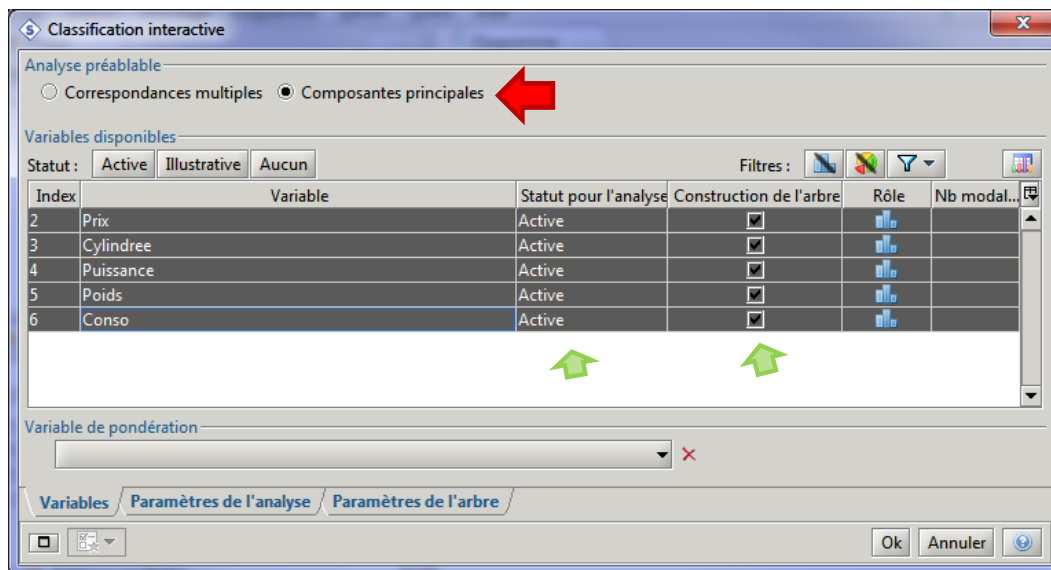 Classification interactive
Analyse préalable
Correspondances multiples Composantes principales
Variables disponibles
Statut : Active Illustrative Aucun Filtres :
Index Variable Statut pour l'analyse Construction de l'arbre Rôle Nb modal...
2 Prix Active
3 Cylindree Active
4 Puissance Active
5 Poids Active
6 Conso Active
Variable de pondération
Variables Paramètres de l'analyse Paramètres de l'arbre
Ok Annuler